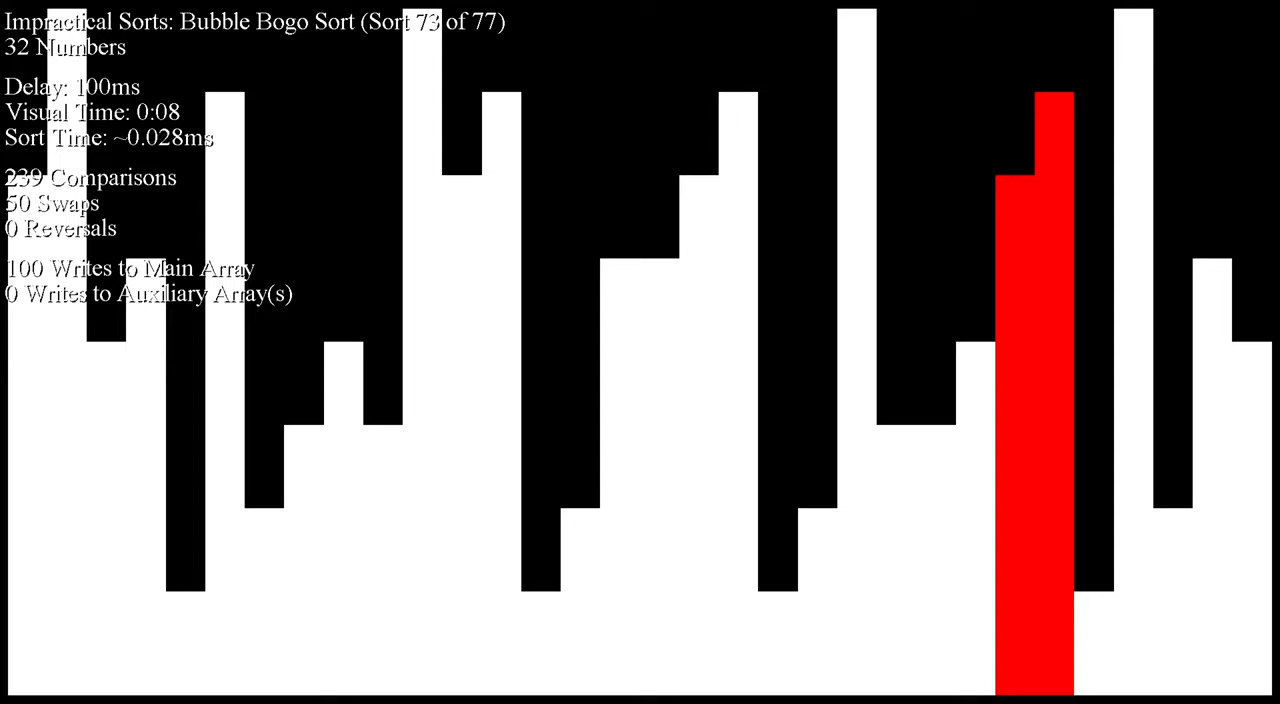 Impractical Sorts: Bubble Bogo Sort (Sort 73 of 77)
32 Numbers
Delay: 100ms
Visual Time: 0:08
Sort Time: ~0.028ms
239 Comparisons
50 Swaps
0 Reversals
100 Writes to Main Array
0 Writes to Auxiliary Array(s)